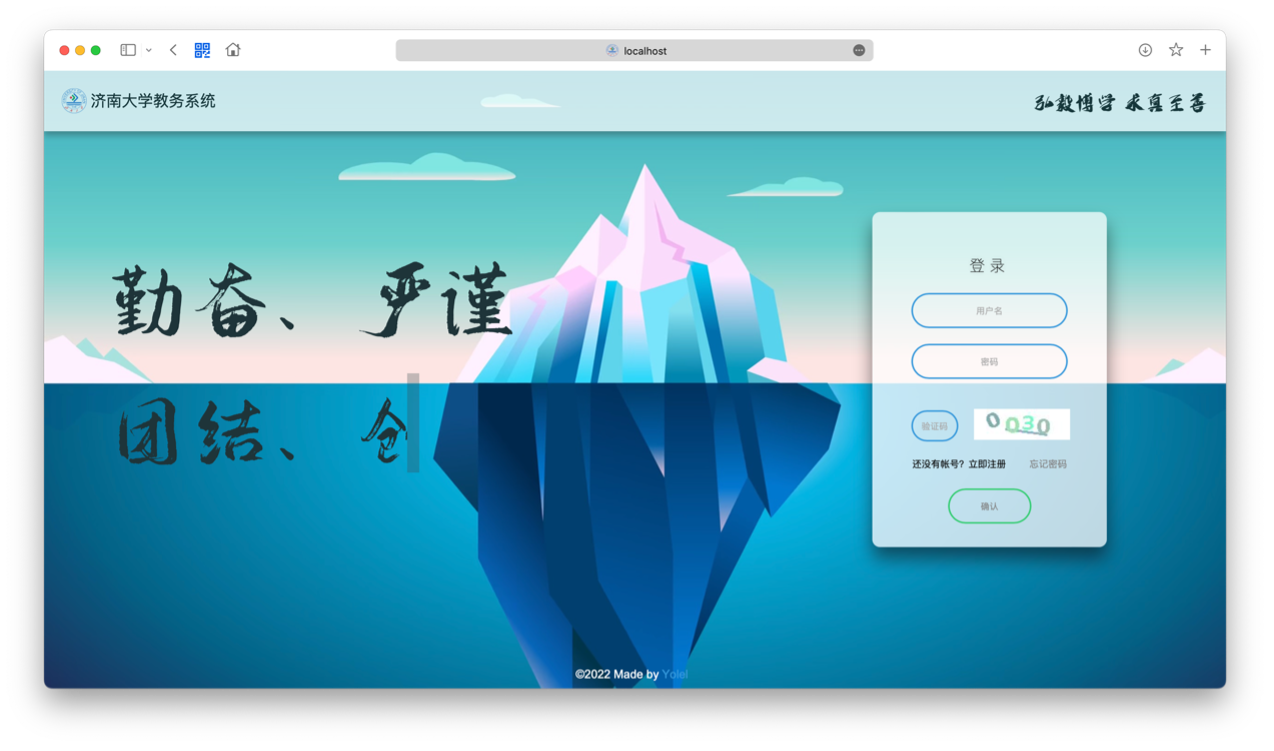 localhost
济南大学教务系统
弘毅博学 求真至善
勤奋、 严谨
团结、 创
登 录
用户名
密码
验证码
0030
还没有帐号？立即注册 忘记密码
确认
©2022 Made by Yolel